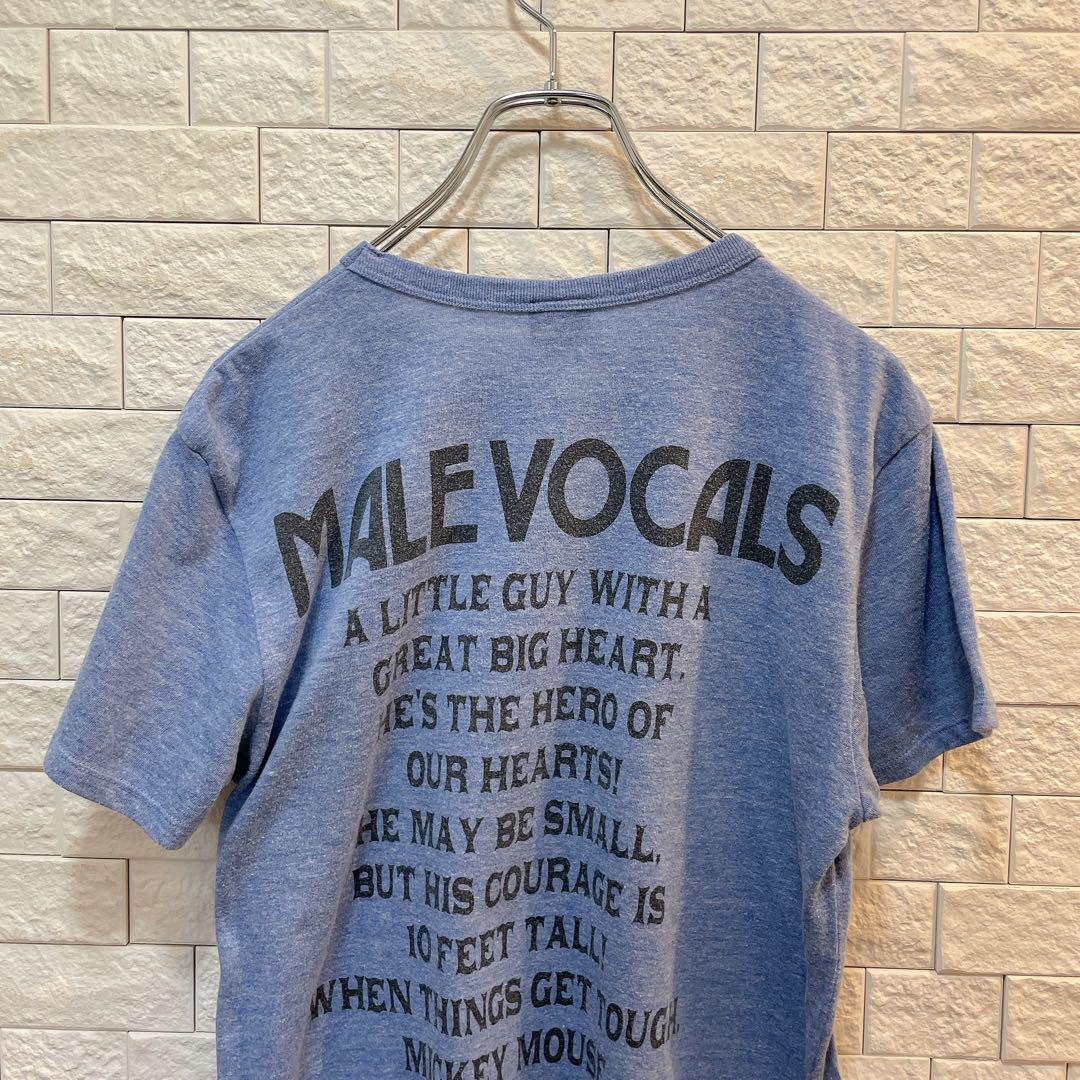 MALE VOCALS
A LITTLE GUY WITH A
GREAT BIG HEART.
HE'S THE HERO OF
OUR HEARTS!
HE MAY BE SMALL,
BUT HIS COURAGE IS
10 FEET TALL!
WHEN THINGS GET TOUGH,
MICKEY MOUSE